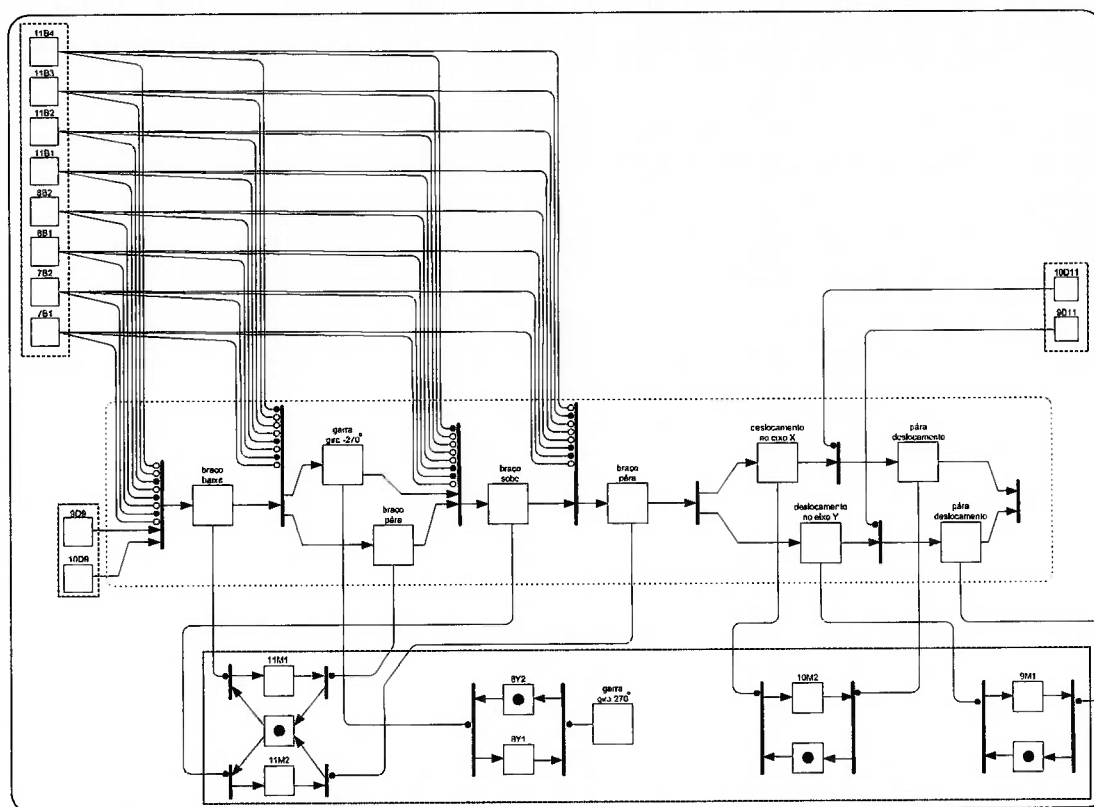 11B4
11B3
11B2
11B1
8B2
8B1
7B2
7B1
10D11
9D11
garra
gira -270°
deslocamento
no eixo X
pára
deslocamento
braço
baixa
braço
sobe
braço
pára
braço
pára
deslocamento
no eixo Y
pára
deslocamento
9D9
10D9
11M1
8Y2
garra
gira 270°
10M2
9M1
8Y1
11M2